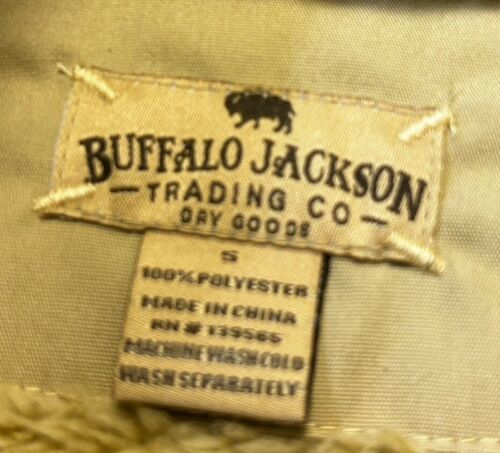 BUFFALO JACKSON
TRADING CO
DRY GOODS
S
100% POLYESTER
MADE IN CHINA
RN # 139565
MACHINE WASH COLD
WASH SEPARATELY